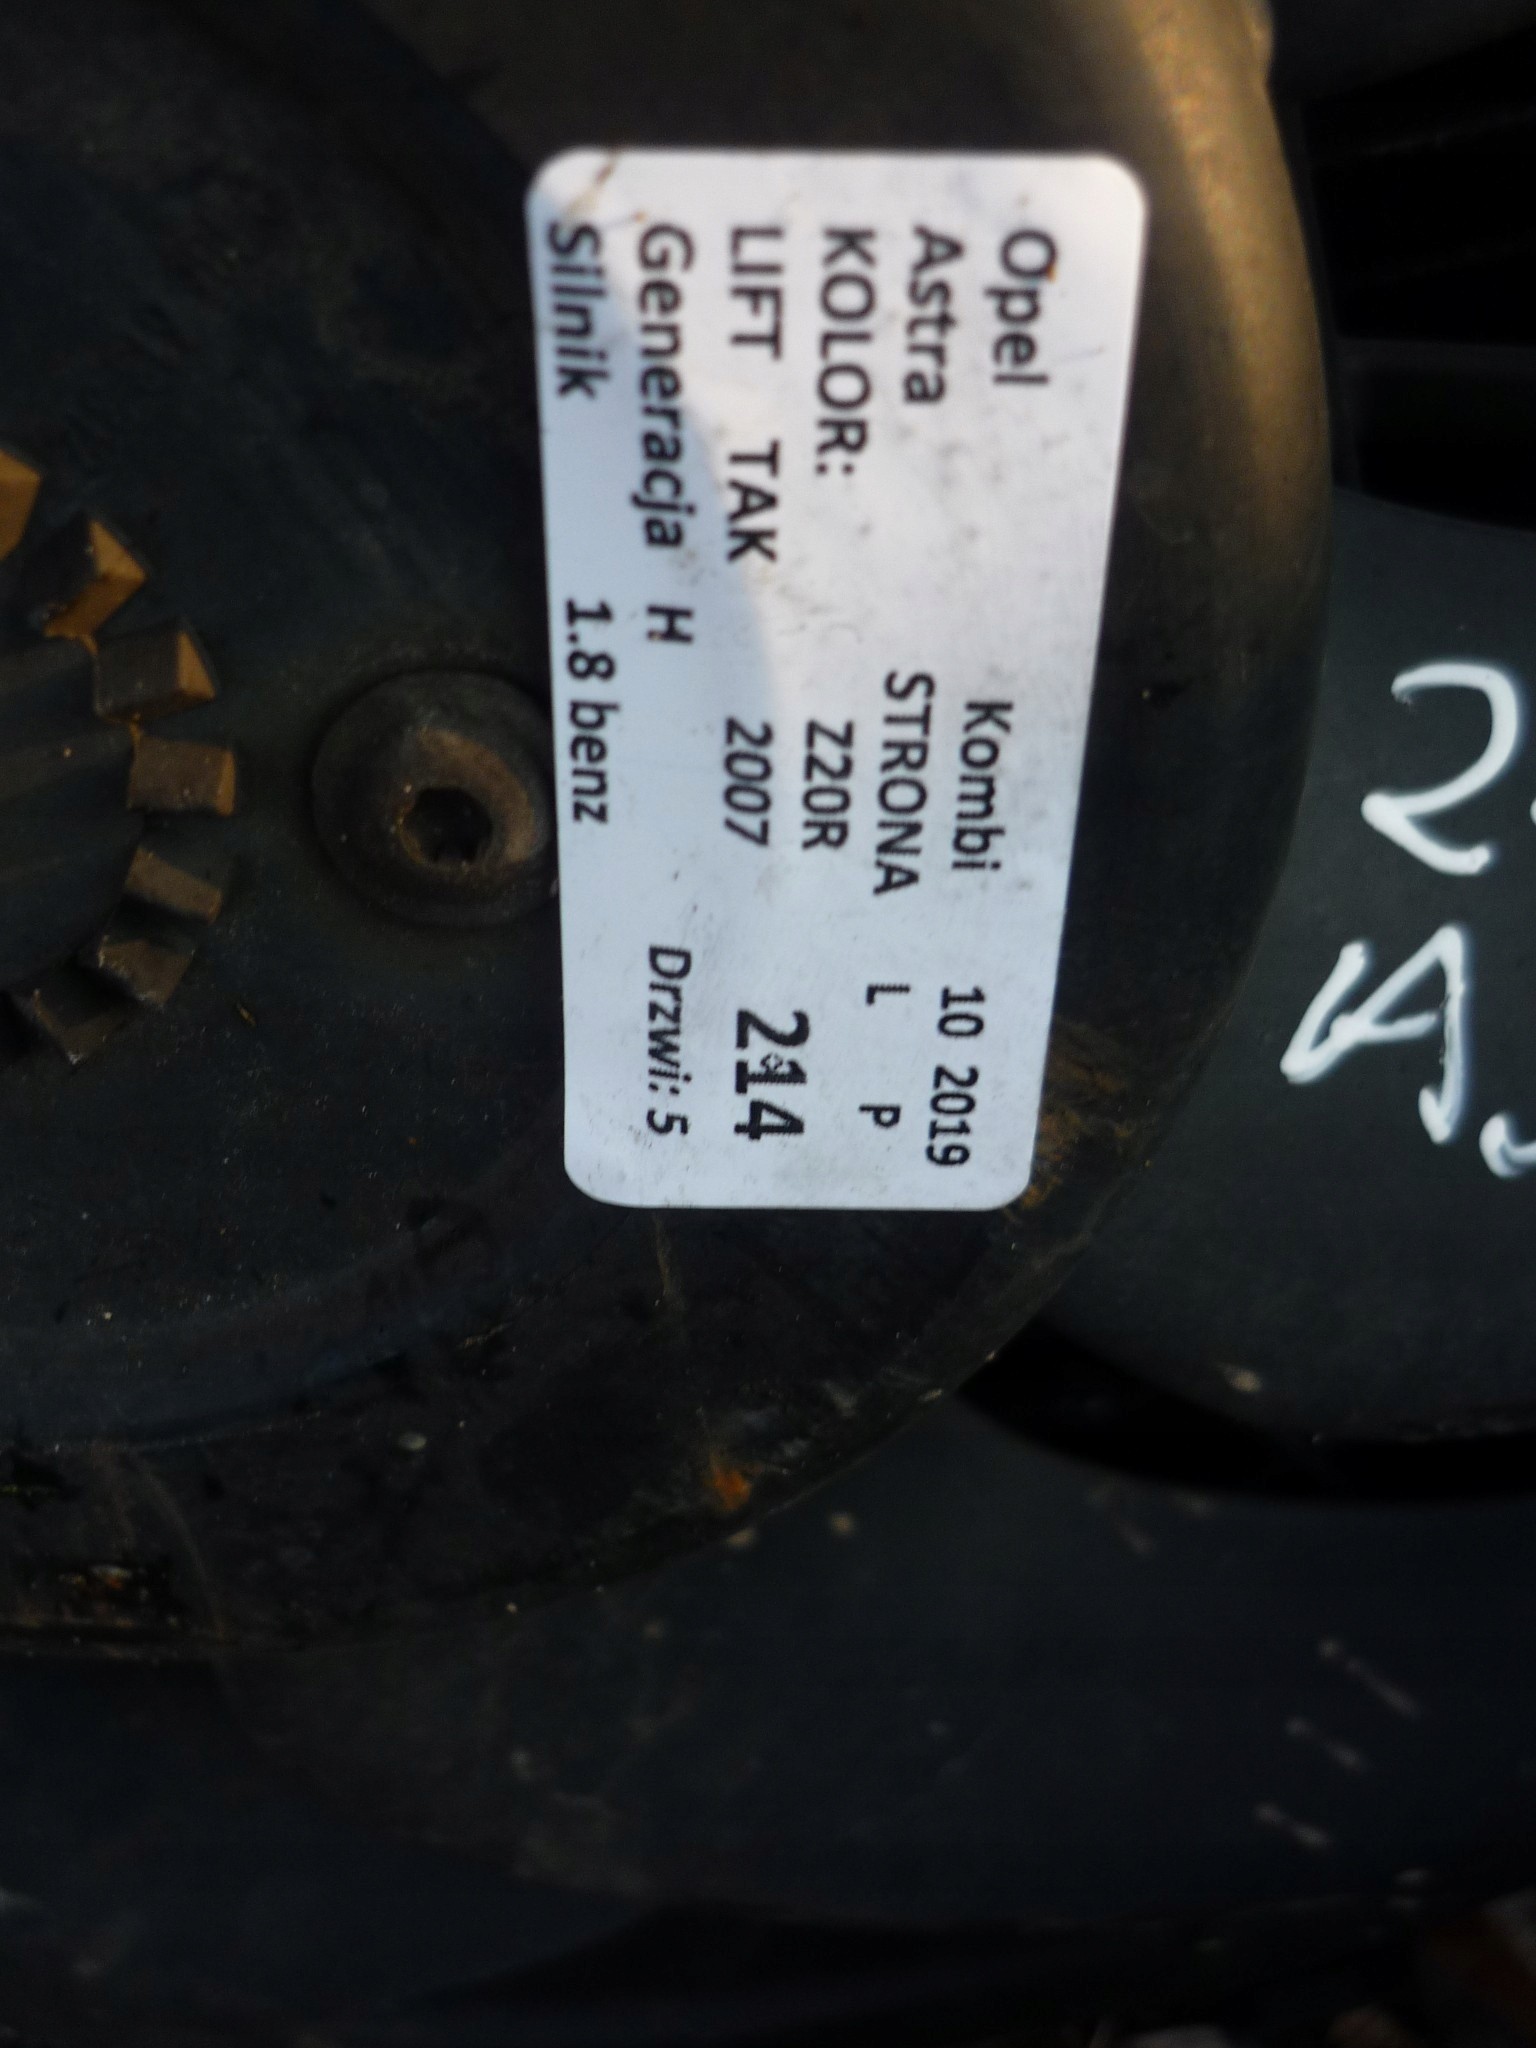 Opel Kombi 10 2019
Astra STRONA L P
KOLOR: Z20R
LIFT TAK 2007 214
Generacja H Drzwi: 5
Silnik 1.8 benz
2